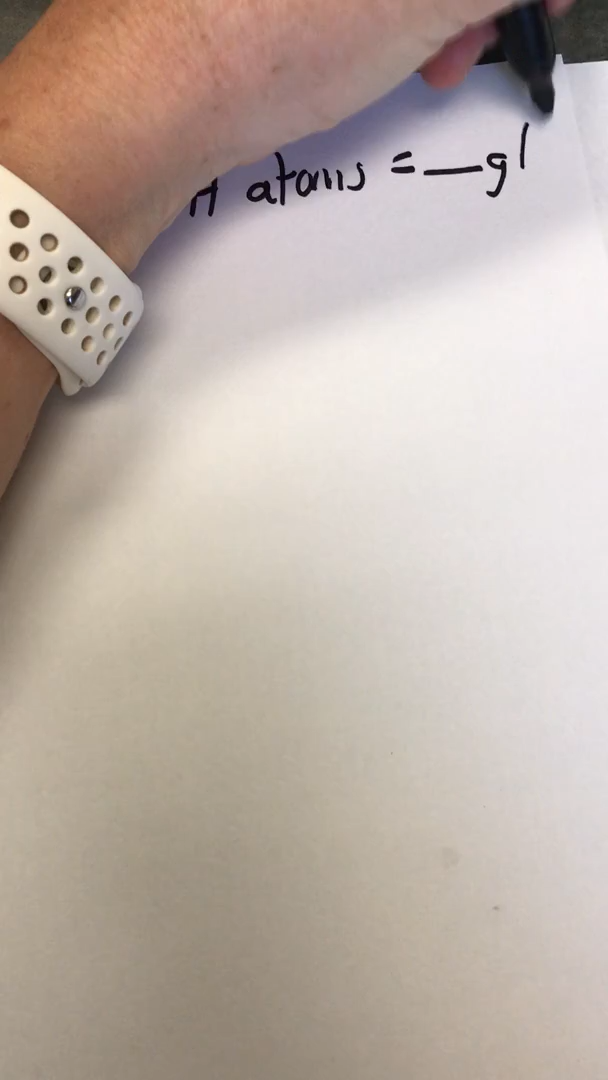 H atoms = __g